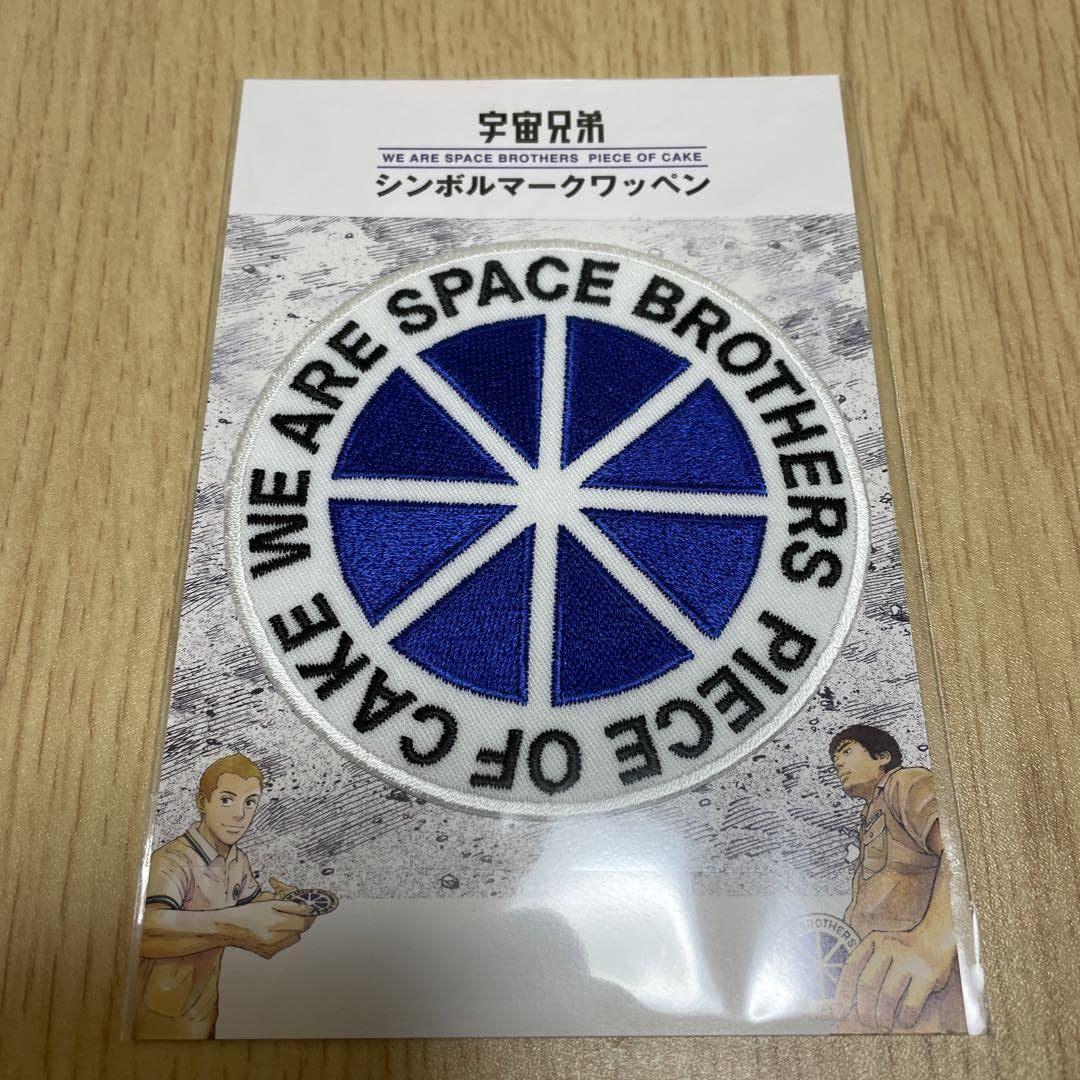 宇宙兄弟
WE ARE SPACE BROTHERS PIECE OF CAKE
シンボルマークワッペン
WE ARE SPACE BROTHERS PIECE OF CAKE
BROTHERS